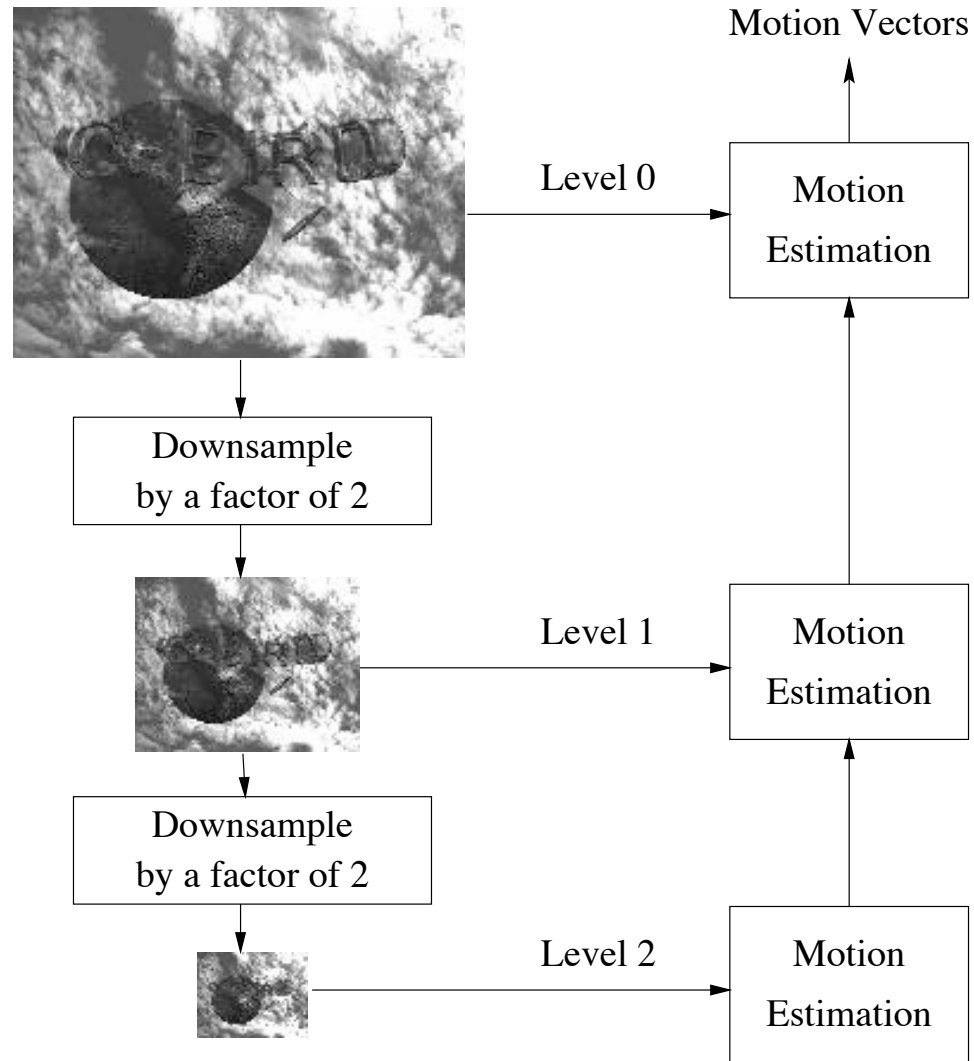 Motion Vectors
Level 0
Motion
Estimation
Downsample
by a factor of 2
Level 1
Motion
Estimation
Downsample
by a factor of 2
Level 2
Motion
Estimation